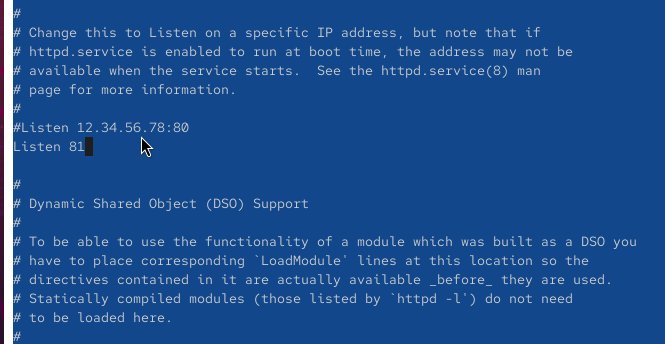 #
# Change this to Listen on a specific IP address, but note that if
# httpd.service is enabled to run at boot time, the address may not be
# available when the service starts.  See the httpd.service(8) man
# page for more information.
#
#Listen 12.34.56.78:80
Listen 81
#
# Dynamic Shared Object (DSO) Support
#
# To be able to use the functionality of a module which was built as a DSO you
# have to place corresponding `LoadModule' lines at this location so the
# directives contained in it are actually available _before_ they are used.
# Statically compiled modules (those listed by `httpd -l') do not need
# to be loaded here.
#